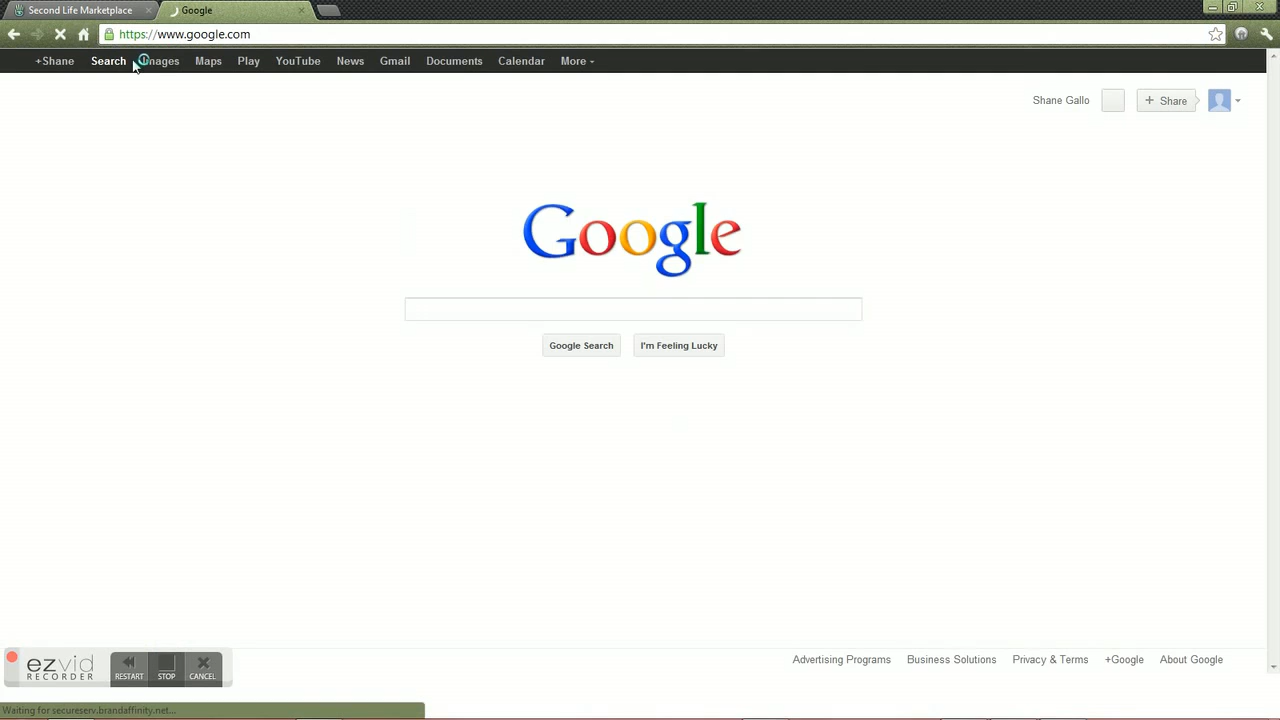 Second Life Marketplace
Google
https://www.google.com
+Shane Search Images Maps Play YouTube News Gmail Documents Calendar More
Shane Gallo + Share
Google
Google Search I'm Feeling Lucky
ezvid
RECORDER
RESTART STOP CANCEL
Advertising Programs Business Solutions Privacy & Terms +Google About Google
Waiting for secureserv.brandaffinity.net...